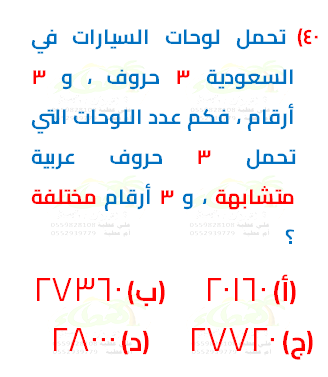 ٤٠) تحمل لوحات السيارات في
السعودية ٣ حروف ، و ٣
أرقام ، فكم عدد اللوحات التي
تحمل ٣ حروف عربية
متشابهة ، و ٣ أرقام مختلفة
؟
(أ) ٢٠١٦٠ (ب) ٢٧٣٦٠
(ج) ٢٧٧٢٠ (د) ٢٨٠٠٠